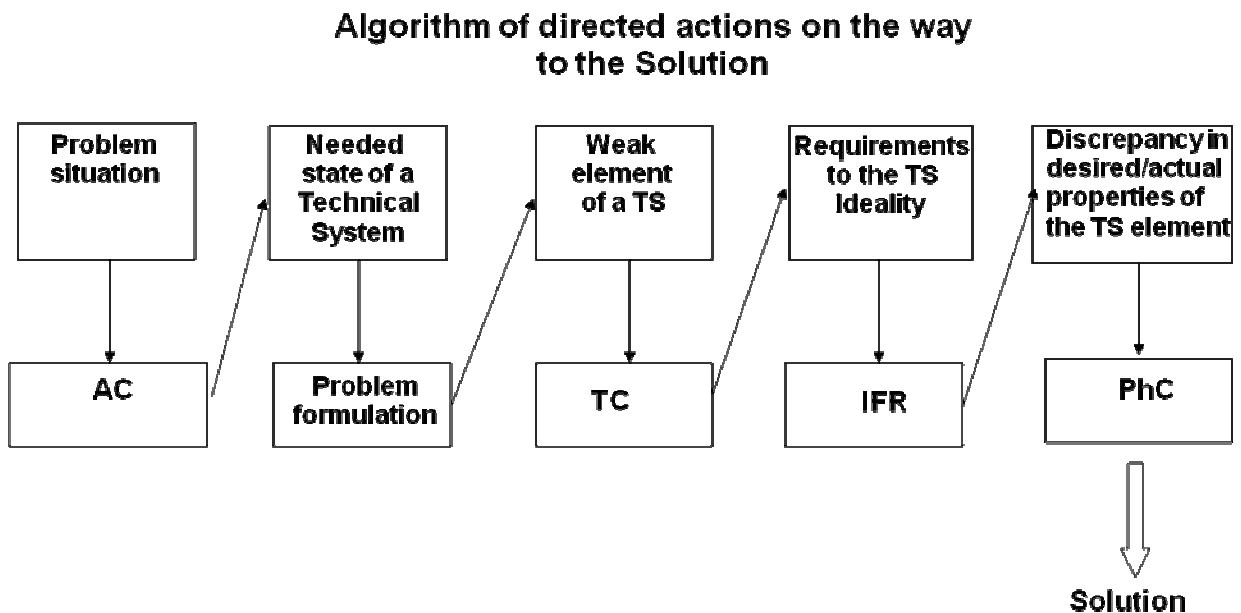 Algorithm of directed actions on the way
to the Solution
Problem
situation
Needed
state of a
Technical
System
Weak
element
of a TS
Requirements
to the TS
Ideality
Discrepancy in
desired/actual
properties of
the TS element
AC
Problem
formulation
TC
IFR
PhC
Solution